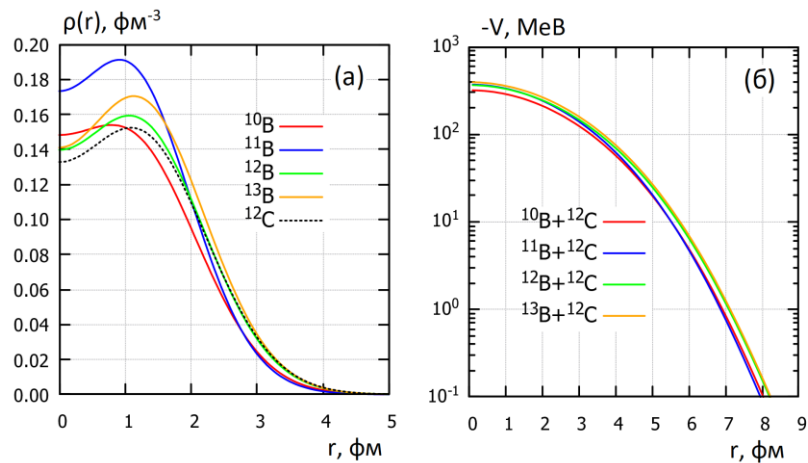 ρ(r), фм-3
0.20
0.18
0.16
0.14
0.12
0.10
0.08
0.06
0.04
0.02
0.00
(а)
10B
11B
12B
13B
12C
0 1 2 3 4 5
r, фм
-V, МеВ
103
102
101
100
10-1
(б)
10B+12C
11B+12C
12B+12C
13B+12C
0 1 2 3 4 5 6 7 8 9
r, фм